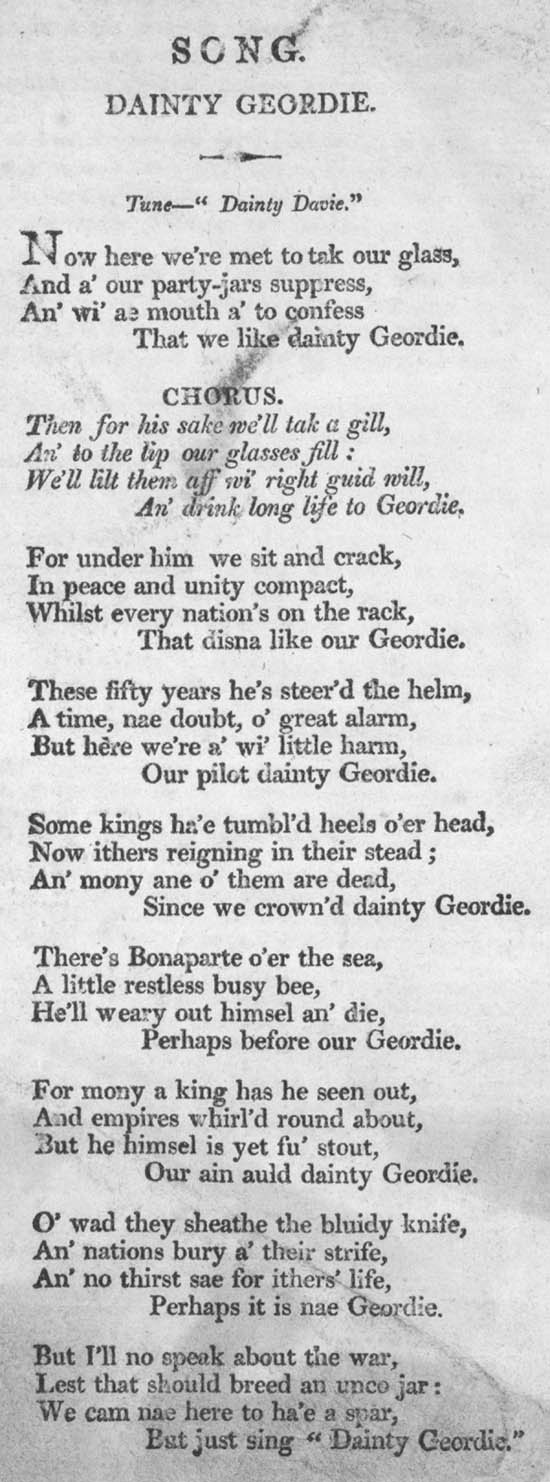 SONG.
DAINTY GEORDIE.
Tune—“ Dainty Davie.”
Now here we're met to tak our glass,
And a' our party-jars suppress,
An' wi' ae mouth a' to confess
That we like dainty Geordie.
CHORUS.
Then for his sake we'll tak a gill,
An' to the lip our glasses fill :
We'll lilt them aff wi' right guid will,
An' drink long life to Geordie.
For under him we sit and crack,
In peace and unity compact,
Whilst every nation's on the rack,
That disna like our Geordie.
These fifty years he's steer'd the helm,
A time, nae doubt, o' great alarm,
But here we're a' wi' little harm,
Our pilot dainty Geordie.
Some kings ha'e tumbl'd heels o'er head,
Now ithers reigning in their stead ;
An' mony ane o' them are dead,
Since we crown'd dainty Geordie.
There's Bonaparte o'er the sea,
A little restless busy bee,
He'll weary out himsel an' die,
Perhaps before our Geordie.
For mony a king has he seen out,
And empires whirl'd round about,
But he himsel is yet fu' stout,
Our ain auld dainty Geordie.
O' wad they sheathe the bluidy knife,
An' nations bury a' their strife,
An' no thirst sae for ithers' life,
Perhaps it is nae Geordie.
But I'll no speak about the war,
Lest that should breed an unco jar :
We cam nae here to ha'e a spar,
But just sing “ Dainty Geordie.”